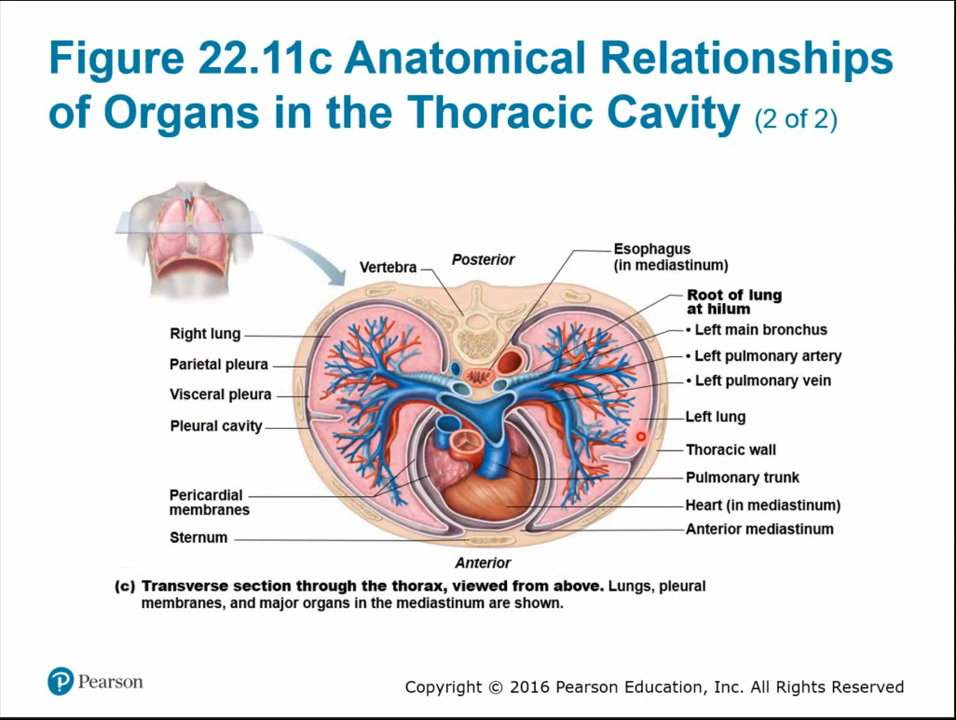 Figure 22.11c Anatomical Relationships
of Organs in the Thoracic Cavity (2 of 2)
Posterior
Vertebra
Esophagus
(in mediastinum)
Root of lung
at hilum
• Left main bronchus
• Left pulmonary artery
• Left pulmonary vein
Left lung
Thoracic wall
Pulmonary trunk
Heart (in mediastinum)
Anterior mediastinum
Right lung
Parietal pleura
Visceral pleura
Pleural cavity
Pericardial
membranes
Sternum
Anterior
(c) Transverse section through the thorax, viewed from above. Lungs, pleural
membranes, and major organs in the mediastinum are shown.
P Pearson
Copyright © 2016 Pearson Education, Inc. All Rights Reserved